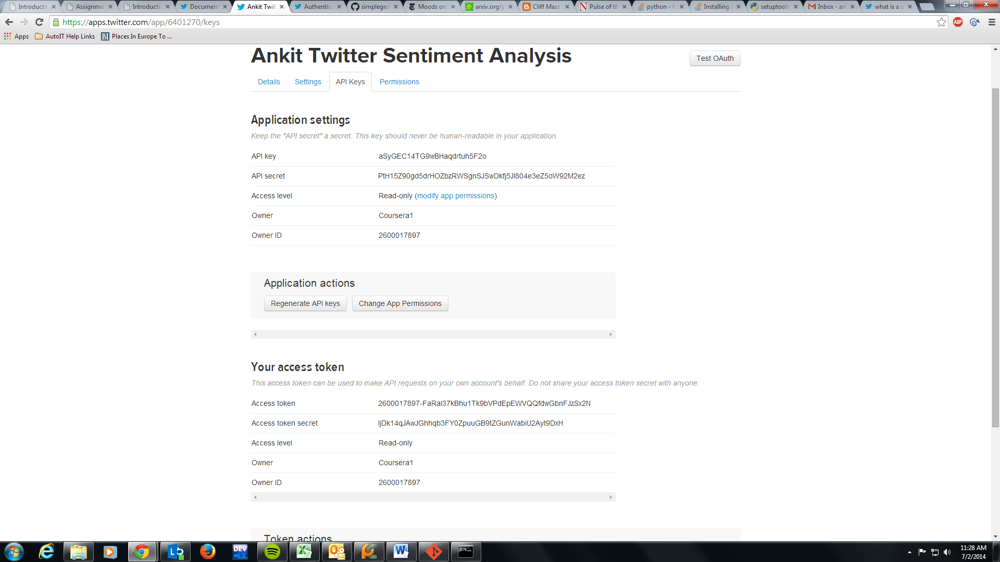 Introducti
Assignme
Introducti
Document
Ankit Twit
Authentica
simplegeo
Moods on
arxiv.org/p
Cliff Mass
Pulse of th
python - H
Installing
setuptools
Inbox - an
what is a u
https://apps.twitter.com/app/6401270/keys
ABP
Apps
AutoIT Help Links
BI Places In Europe To ...
Ankit Twitter Sentiment Analysis
Test OAuth
Details Settings API Keys Permissions
Application settings
Keep the "API secret" a secret. This key should never be human-readable in your application.
API key aSyGEC14TG9wBHaqdrtuh5F2o
API secret PtH15Z90gd5drHOZbzRWSgnSJSwDkfj5Jl804e3eZ5oW92M2ez
Access level Read-only (modify app permissions)
Owner Coursera1
Owner ID 2600017897
Application actions
Regenerate API keys Change App Permissions
Your access token
This access token can be used to make API requests on your own account's behalf. Do not share your access token secret with anyone.
Access token 2600017897-FaRal37kBhu1Tk9bVPdEpEWVQQfdwGbnFJzSx2N
Access token secret ljDk14qJAwJGhhqb3FY0ZpuuGB9tZGunWabiU2Ayt9DxH
Access level Read-only
Owner Coursera1
Owner ID 2600017897
Token actions
DEV
C++
C:\
11:28 AM
7/2/2014